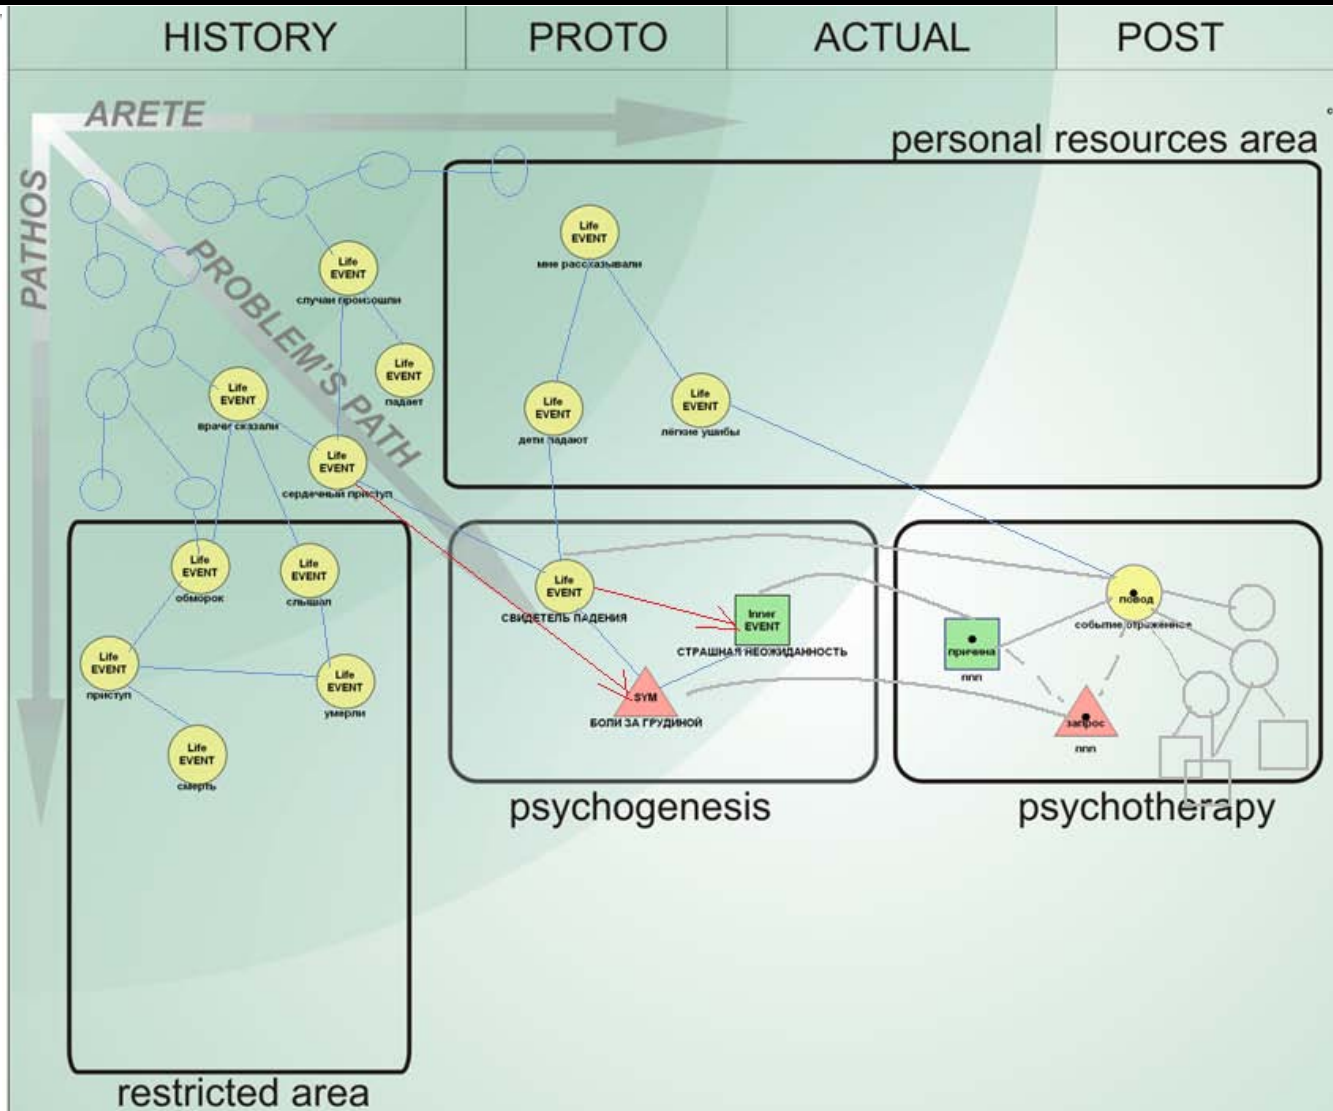 HISTORY
PROTO
ACTUAL
POST
ARETE
personal resources area
PATHOS
PROBLEM'S PATH
Life
EVENT
мне рассказывали
Life
EVENT
случаи произошли
Life
EVENT
падает
Life
EVENT
врачи сказали
Life
EVENT
дети падают
Life
EVENT
лёгкие ушибы
Life
EVENT
сердечный приступ
Life
EVENT
обморок
Life
EVENT
слышал
Life
EVENT
приступ
Life
EVENT
умерли
Life
EVENT
смерть
restricted area
Life
EVENT
СВИДЕТЕЛЬ ПАДЕНИЯ
Inner
EVENT
СТРАШНАЯ НЕОЖИДАННОСТЬ
SYM
БОЛИ ЗА ГРУДИНОЙ
psychogenesis
повод
событие отражённое
причина
ппп
запрос
ппп
psychotherapy